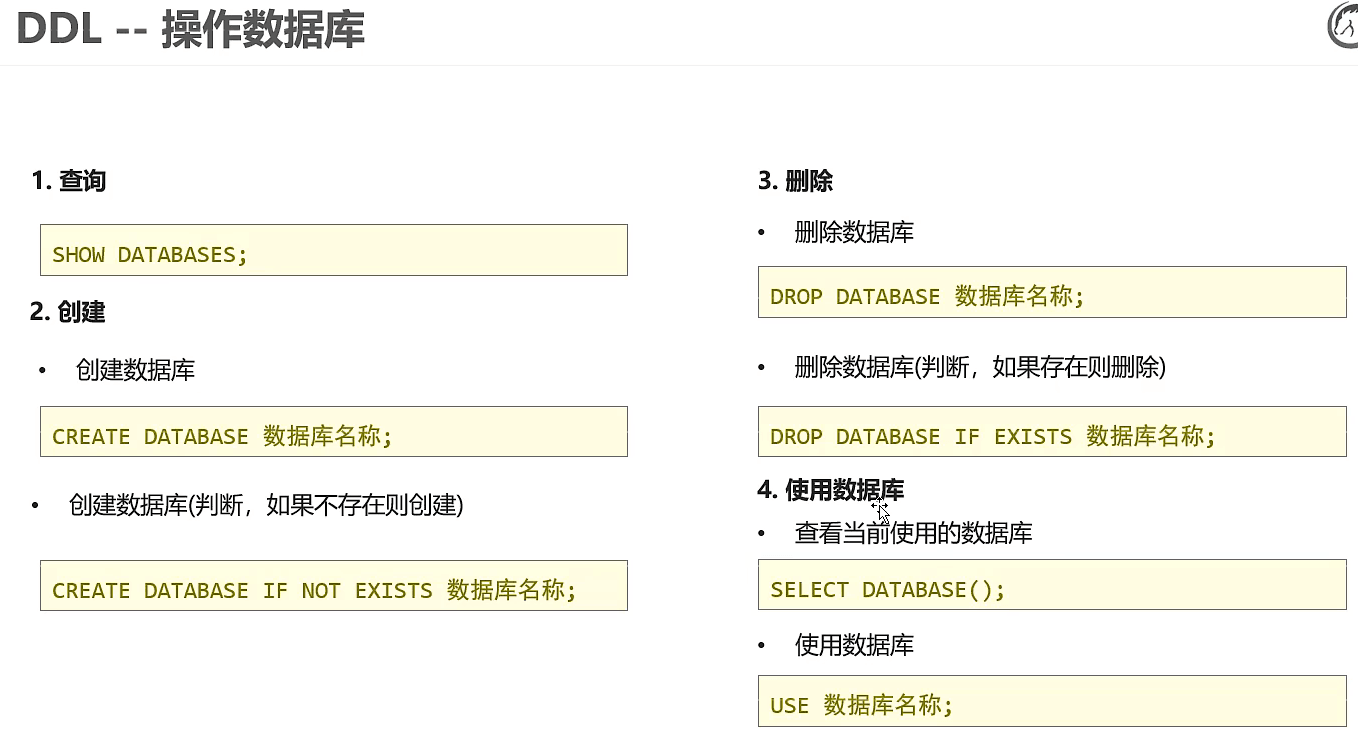 DDL -- 操作数据库
1. 查询
SHOW DATABASES;
2. 创建
• 创建数据库
CREATE DATABASE 数据库名称;
• 创建数据库(判断，如果不存在则创建)
CREATE DATABASE IF NOT EXISTS 数据库名称;
3. 删除
• 删除数据库
DROP DATABASE 数据库名称;
• 删除数据库(判断，如果存在则删除)
DROP DATABASE IF EXISTS 数据库名称;
4. 使用数据库
• 查看当前使用的数据库
SELECT DATABASE();
• 使用数据库
USE 数据库名称;